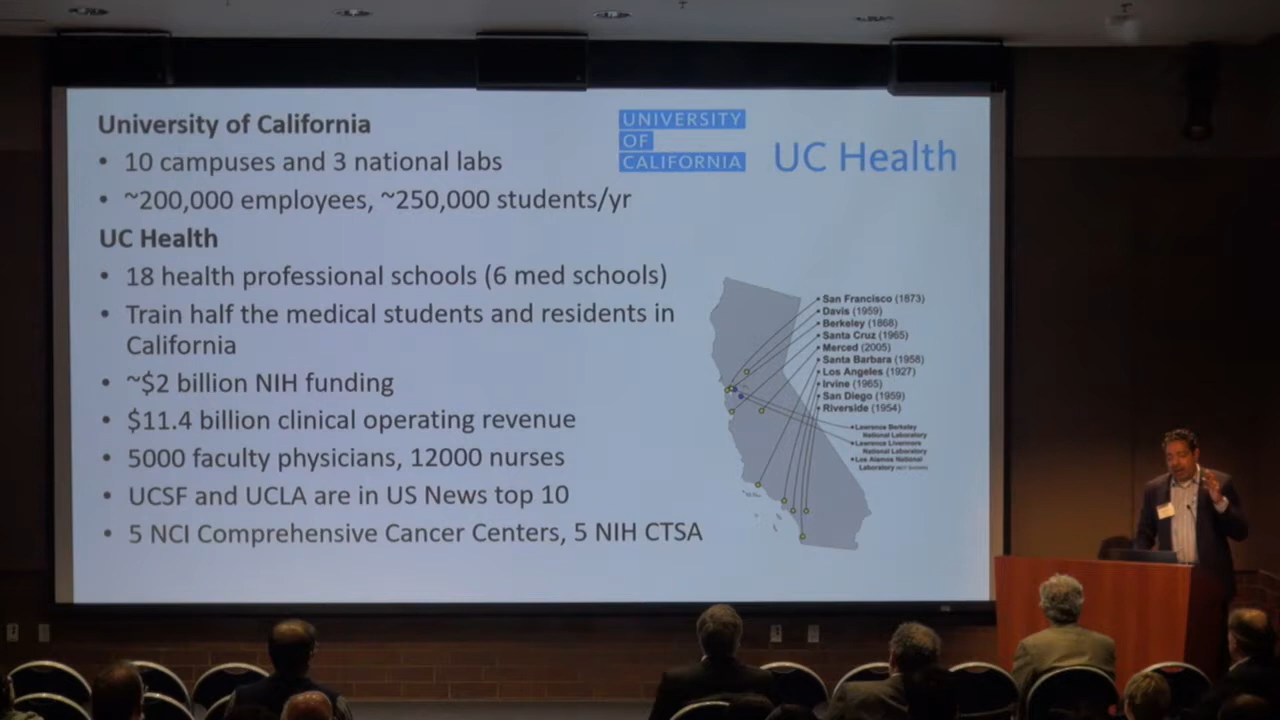 University of California
• 10 campuses and 3 national labs
• ~200,000 employees, ~250,000 students/yr
UC Health
• 18 health professional schools (6 med schools)
• Train half the medical students and residents in
California
• ~$2 billion NIH funding
• $11.4 billion clinical operating revenue
• 5000 faculty physicians, 12000 nurses
• UCSF and UCLA are in US News top 10
• 5 NCI Comprehensive Cancer Centers, 5 NIH CTSA
UNIVERSITY
OF
CALIFORNIA
UC Health
San Francisco (1873)
Davis (1959)
Berkeley (1868)
Santa Cruz (1965)
Merced (2005)
Santa Barbara (1958)
Los Angeles (1927)
Irvine (1965)
San Diego (1959)
Riverside (1954)
Lawrence Berkeley
National Laboratory
Lawrence Livermore
National Laboratory
Los Alamos National
Laboratory